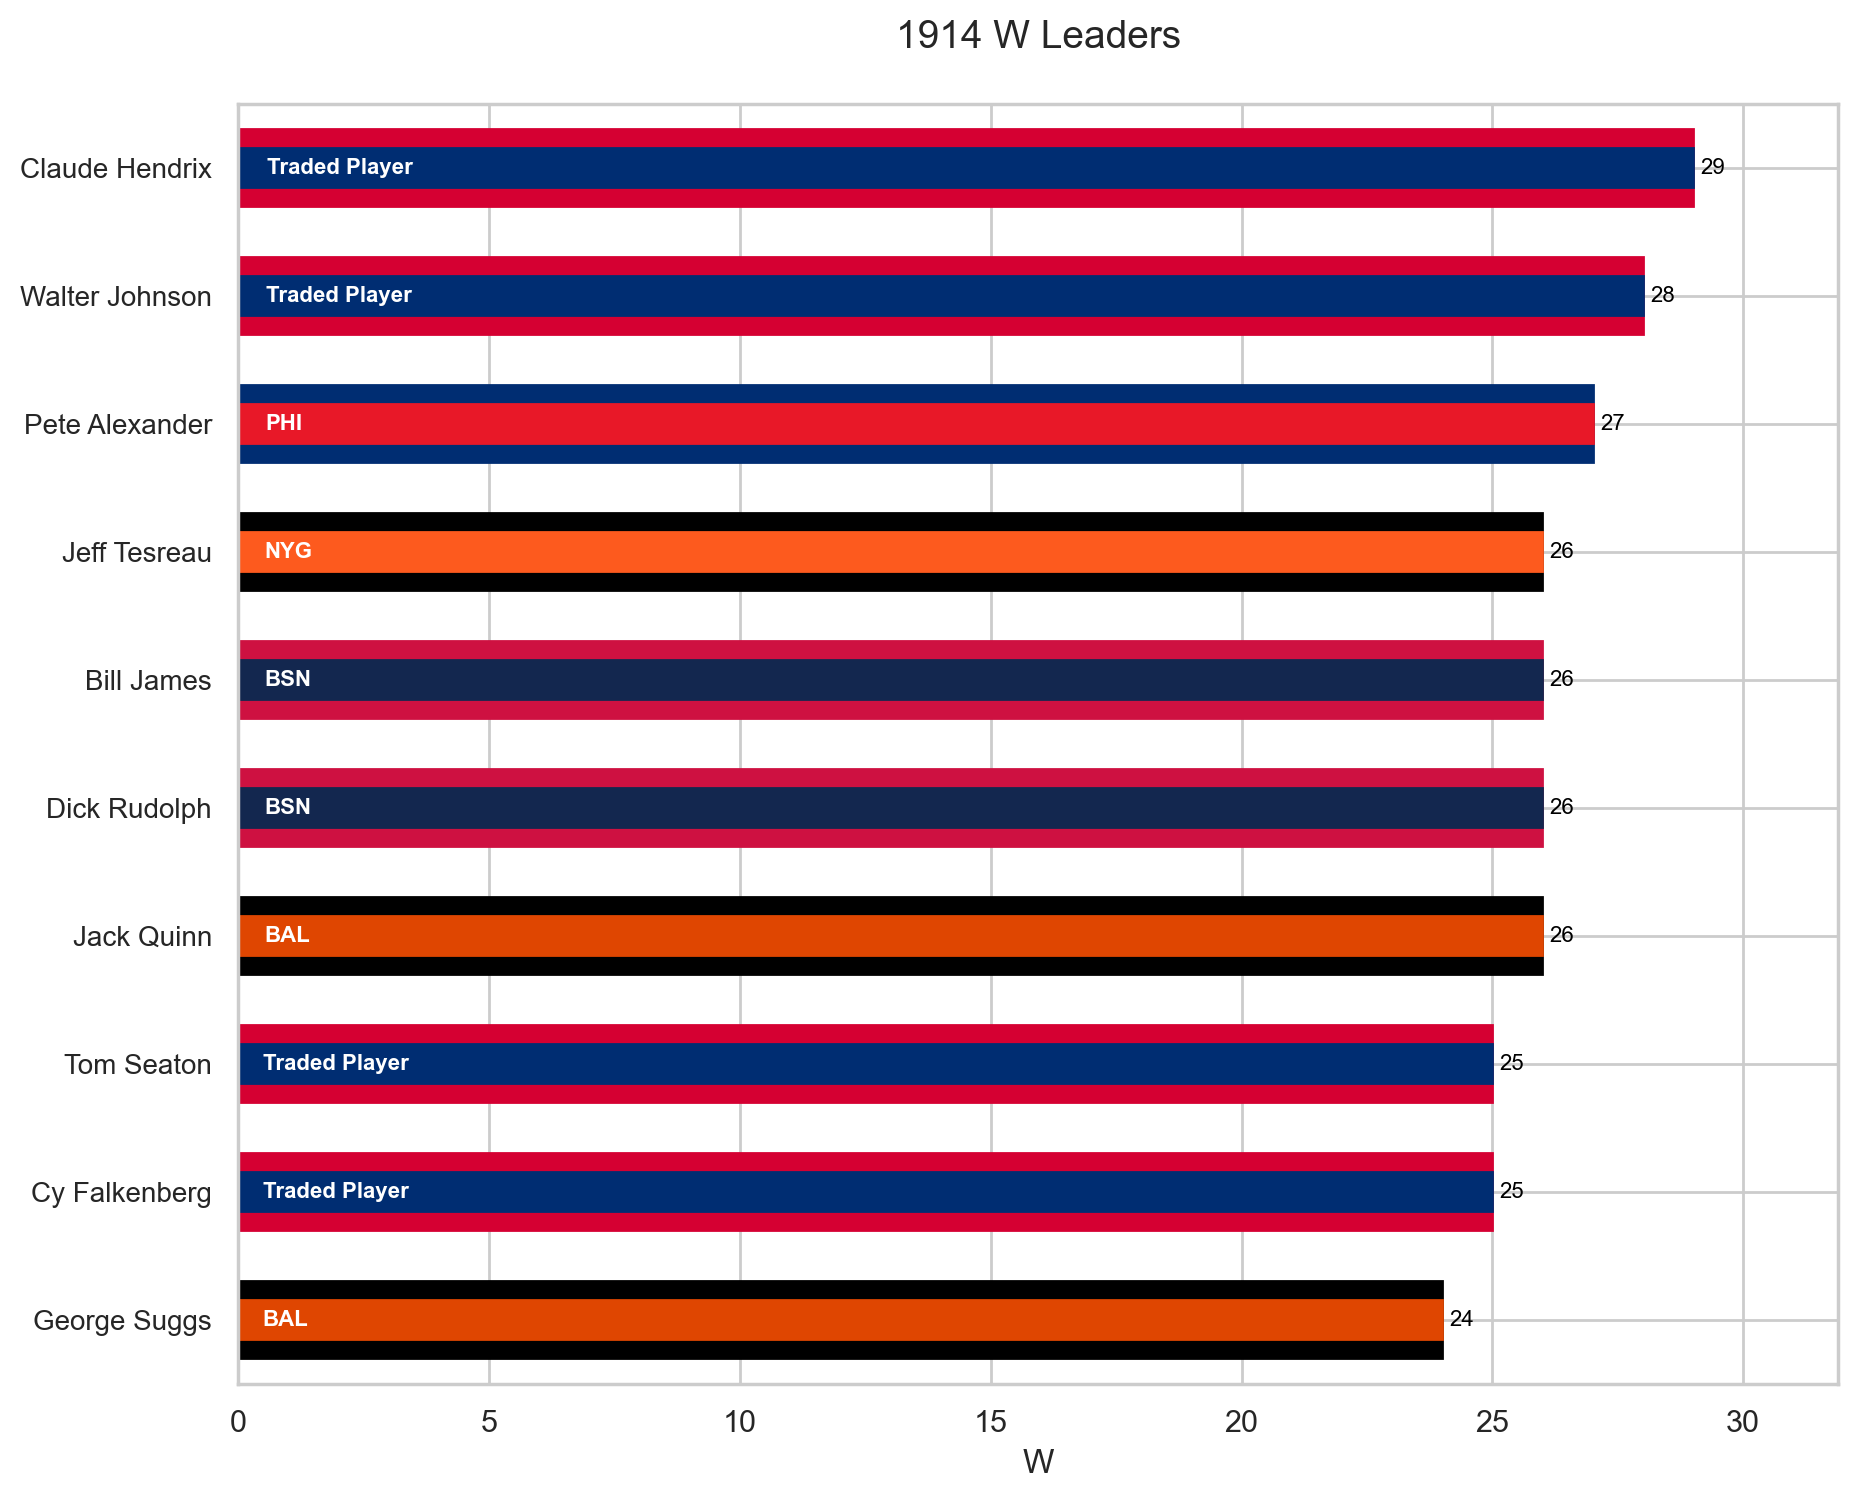 1914 W Leaders
Claude Hendrix Traded Player 29
Walter Johnson Traded Player 28
Pete Alexander PHI 27
Jeff Tesreau NYG 26
Bill James BSN 26
Dick Rudolph BSN 26
Jack Quinn BAL 26
Tom Seaton Traded Player 25
Cy Falkenberg Traded Player 25
George Suggs BAL 24
0 5 10 15 20 25 30
W